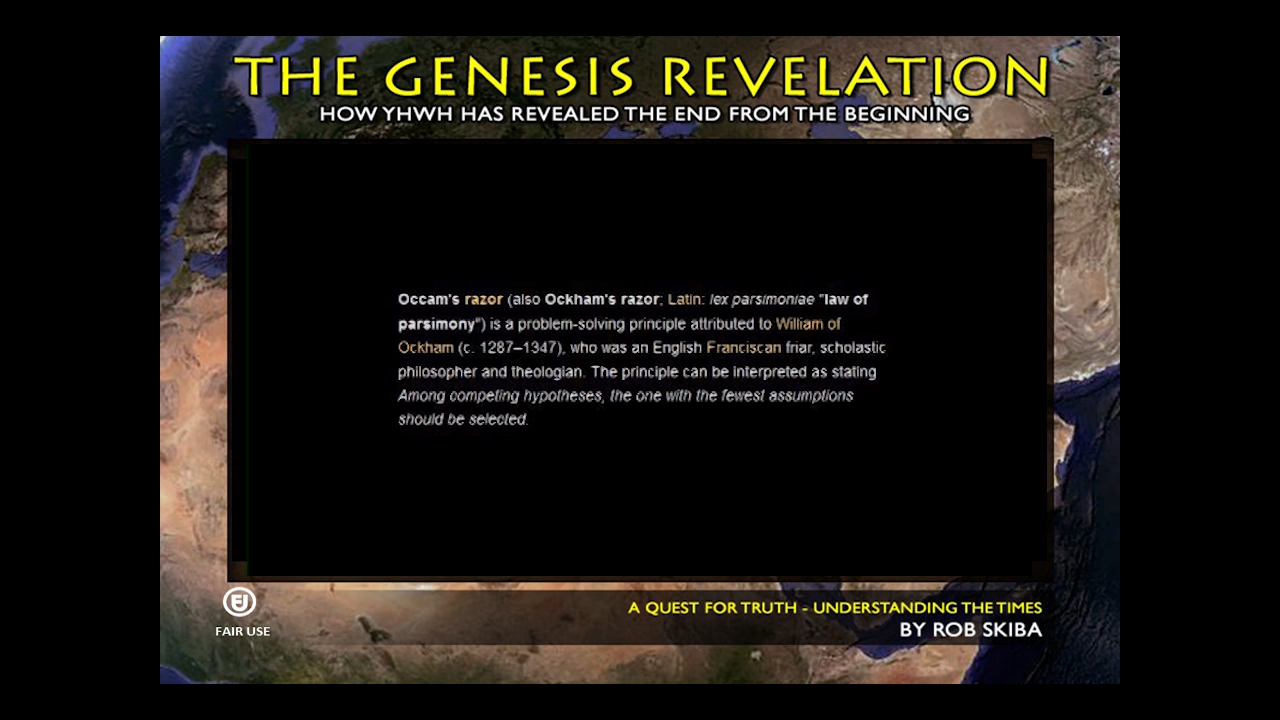 THE GENESIS REVELATION
HOW YHWH HAS REVEALED THE END FROM THE BEGINNING
Occam's razor (also Ockham's razor; Latin: lex parsimoniae "law of
parsimony") is a problem-solving principle attributed to William of
Ockham (c. 1287–1347), who was an English Franciscan friar, scholastic
philosopher and theologian. The principle can be interpreted as stating
Among competing hypotheses, the one with the fewest assumptions
should be selected.
FJ
FAIR USE
A QUEST FOR TRUTH - UNDERSTANDING THE TIMES
BY ROB SKIBA